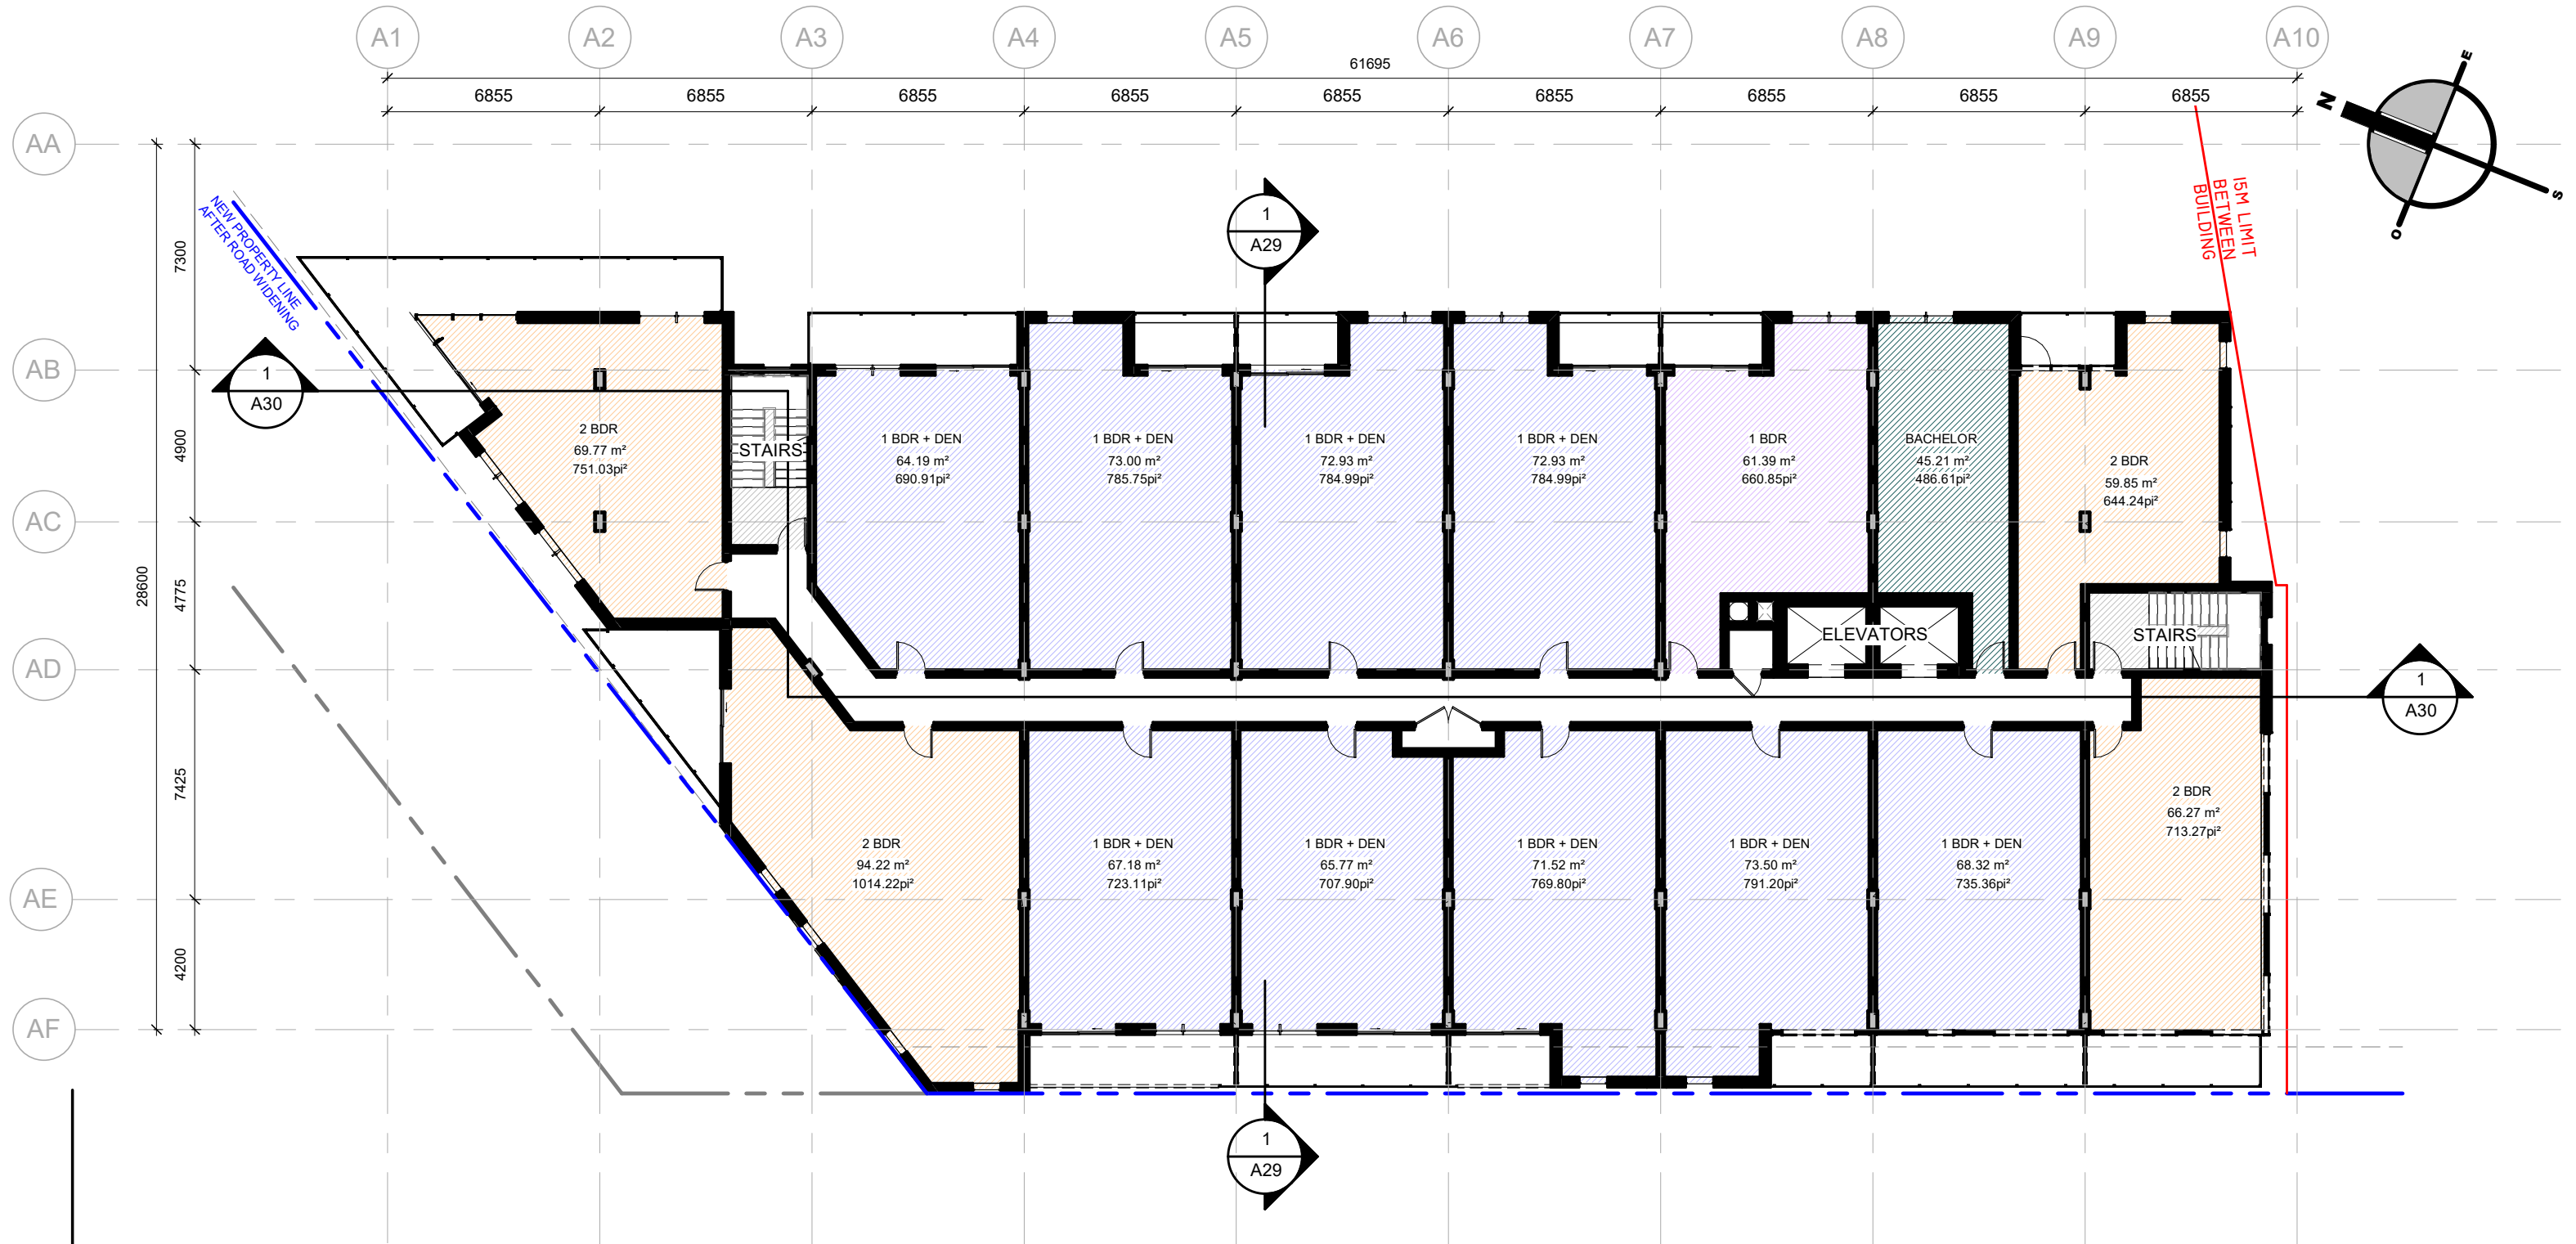 A1 A2 A3 A4 A5 A6 A7 A8 A9 A10
61695
6855 6855 6855 6855 6855 6855 6855 6855 6855
N
E
S
O
AA
AB
AC
AD
AE
AF
28600
7300
4900
4775
7425
4200
NEW PROPERTY LINE
AFTER ROAD WIDENING
15M LIMIT
BETWEEN
BUILDING
1
A29
1
A30
2 BDR
69.77 m²
751.03pi²
STAIRS
1 BDR + DEN
64.19 m²
690.91pi²
1 BDR + DEN
73.00 m²
785.75pi²
1 BDR + DEN
72.93 m²
784.99pi²
1 BDR + DEN
72.93 m²
784.99pi²
1 BDR
61.39 m²
660.85pi²
BACHELOR
45.21 m²
486.61pi²
2 BDR
59.85 m²
644.24pi²
ELEVATORS
STAIRS
1
A30
2 BDR
94.22 m²
1014.22pi²
1 BDR + DEN
67.18 m²
723.11pi²
1 BDR + DEN
65.77 m²
707.90pi²
1 BDR + DEN
71.52 m²
769.80pi²
1 BDR + DEN
73.50 m²
791.20pi²
1 BDR + DEN
68.32 m²
735.36pi²
2 BDR
66.27 m²
713.27pi²
1
A29